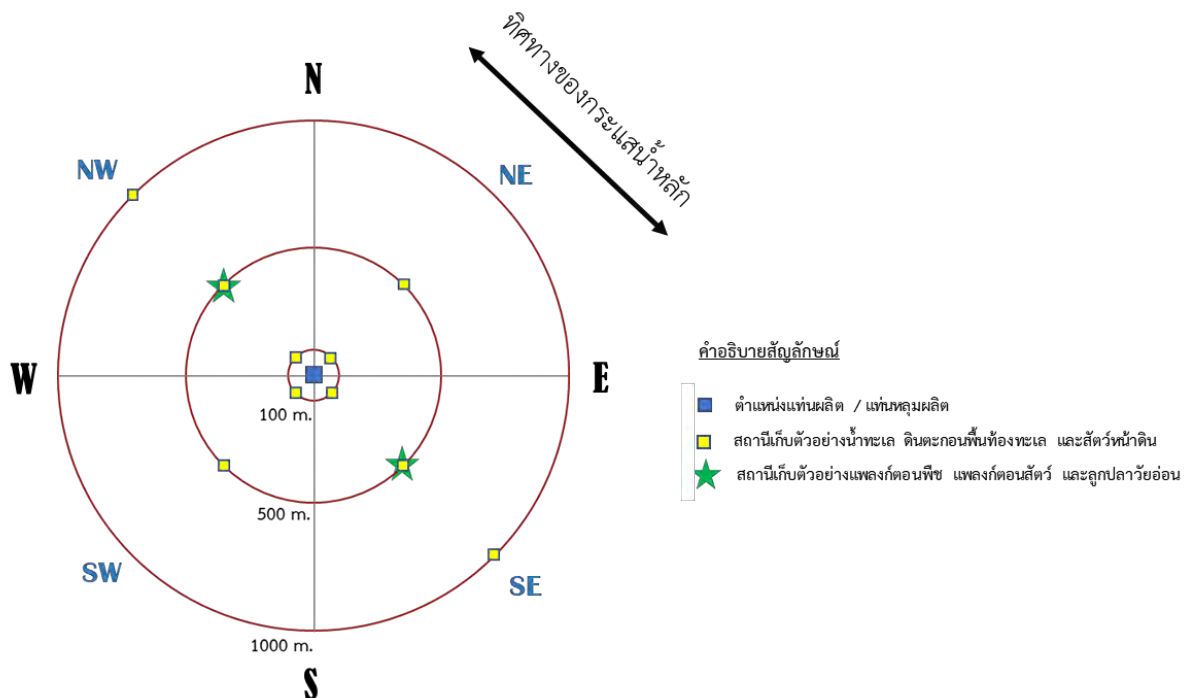 ทิศทางของกระแสน้ำหลัก
N
NW
NE
W
E
100 m.
500 m.
SW
SE
1000 m.
S
คำอธิบายสัญลักษณ์
ตำแหน่งแท่นผลิต / แท่นหลุมผลิต
สถานีเก็บตัวอย่างน้ำทะเล ดินตะกอนพื้นท้องทะเล และสัตว์หน้าดิน
สถานีเก็บตัวอย่างแพลงก์ตอนพืช แพลงก์ตอนสัตว์ และลูกปลาวัยอ่อน